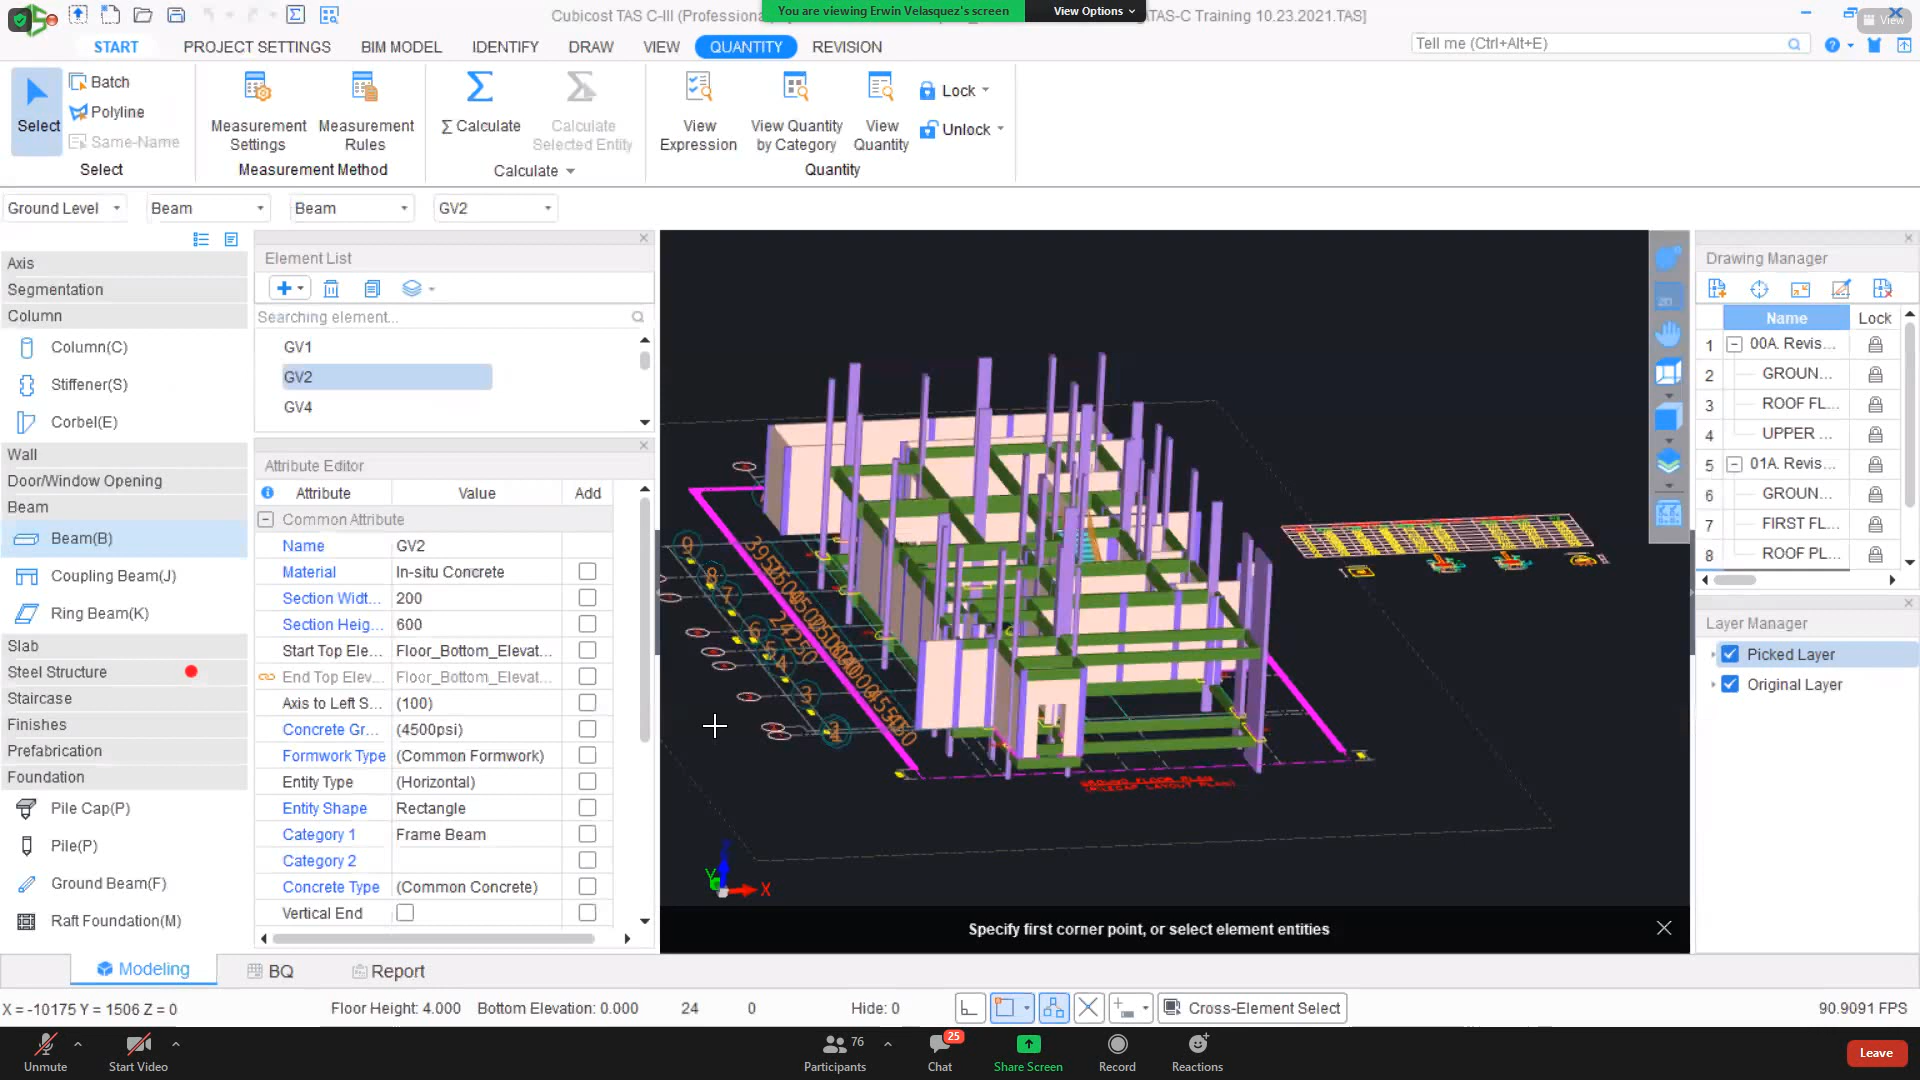 Cubicost TAS C-III (Professiona
You are viewing Erwin Velasquez's screen
View Options
ATAS-C Training 10.23.2021.TAS]
View
START
PROJECT SETTINGS
BIM MODEL
IDENTIFY
DRAW
VIEW
QUANTITY
REVISION
Tell me (Ctrl+Alt+E)
Select
Batch
Polyline
Same-Name
Select
Measurement Settings
Measurement Rules
Measurement Method
Σ Calculate
Calculate Selected Entity
Calculate
View Expression
View Quantity by Category
View Quantity
Lock
Unlock
Quantity
Ground Level
Beam
Beam
GV2
Axis
Segmentation
Column
Column(C)
Stiffener(S)
Corbel(E)
Wall
Door/Window Opening
Beam
Beam(B)
Coupling Beam(J)
Ring Beam(K)
Slab
Steel Structure
Staircase
Finishes
Prefabrication
Foundation
Pile Cap(P)
Pile(P)
Ground Beam(F)
Raft Foundation(M)
Element List
Searching element...
GV1
GV2
GV4
Attribute Editor
Attribute Value Add
Common Attribute
Name GV2
Material In-situ Concrete
Section Widt... 200
Section Heig... 600
Start Top Ele... Floor_Bottom_Elevat...
End Top Elev... Floor_Bottom_Elevat...
Axis to Left S... (100)
Concrete Gr... (4500psi)
Formwork Type (Common Formwork)
Entity Type (Horizontal)
Entity Shape Rectangle
Category 1 Frame Beam
Category 2
Concrete Type (Common Concrete)
Vertical End
Y
X
Specify first corner point, or select element entities
Drawing Manager
Name Lock
1 00A. Revis...
2 GROUN...
3 ROOF FL...
4 UPPER ...
5 01A. Revis...
6 GROUN...
7 FIRST FL...
8 ROOF PL...
Layer Manager
Picked Layer
Original Layer
Modeling
BQ
Report
X = -10175 Y = 1506 Z = 0
Floor Height: 4.000
Bottom Elevation: 0.000
24
0
Hide: 0
Cross-Element Select
90.9091 FPS
Unmute
Start Video
76
Participants
25
Chat
Share Screen
Record
Reactions
Leave